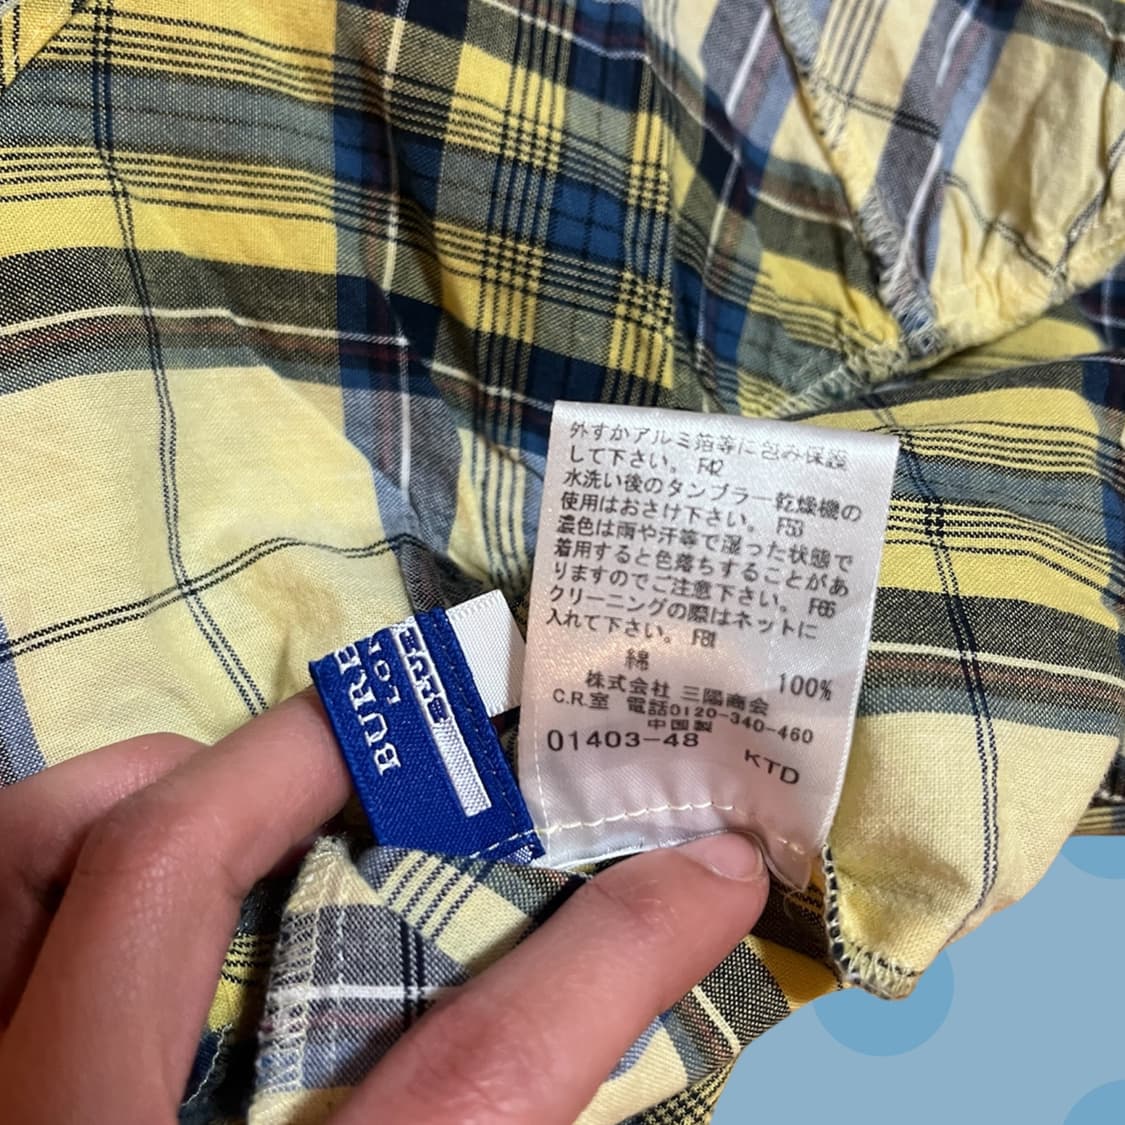 外すかアルミ箔等に包み保護
して下さい。 F42
水洗い後のタンブラー乾燥機の
使用はおさけ下さい。 F53
濃色は雨や汗等で湿った状態で
着用すると色落ちすることがあ
りますのでご注意下さい。 F66
クリーニングの際はネットに
入れて下さい。 F81
綿 100%
株式会社 三陽商会
C.R.室 電話0120-340-460
中国製
01403-48 KTD
BURBE
LON
BLUE